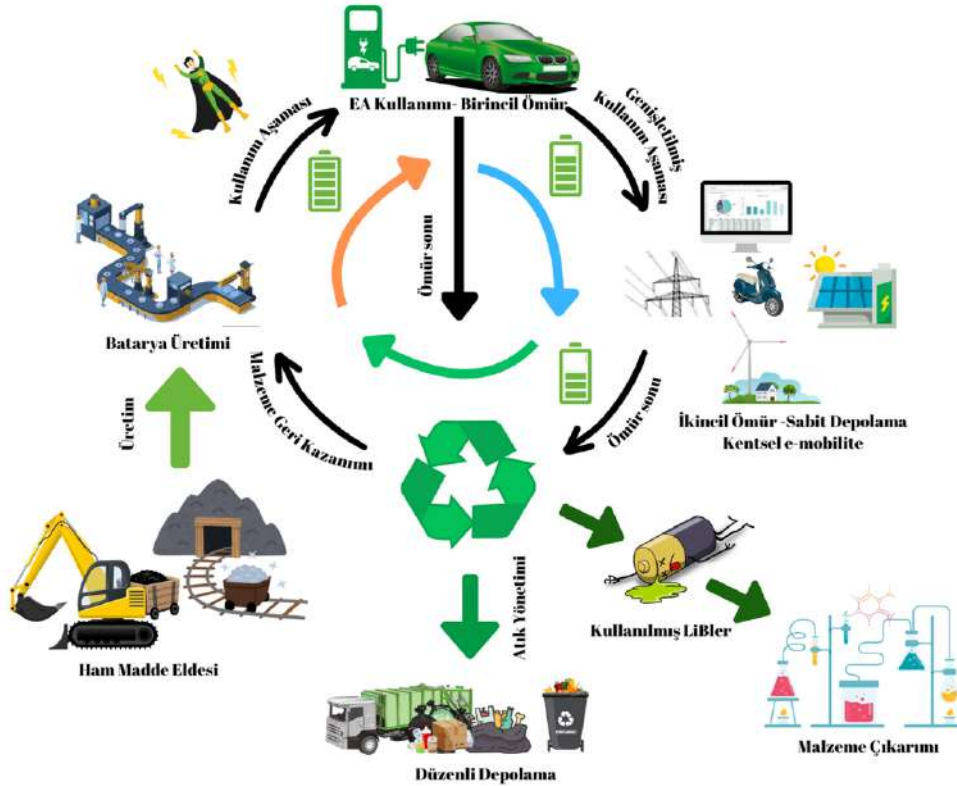 EA Kullanımı- Birincil Ömür
Kullanım Aşaması
Genişletilmiş
Kullanım Aşaması
Ömür sonu
Batarya Üretimi
Malzeme Geri Kazanımı
Ömür sonu
İkincil Ömür -Sabit Depolama
Kentsel e-mobilite
Üretim
Ham Madde Eldesi
Atık Yönetimi
Kullanılmış LiBler
Malzeme Çıkarımı
Düzenli Depolama